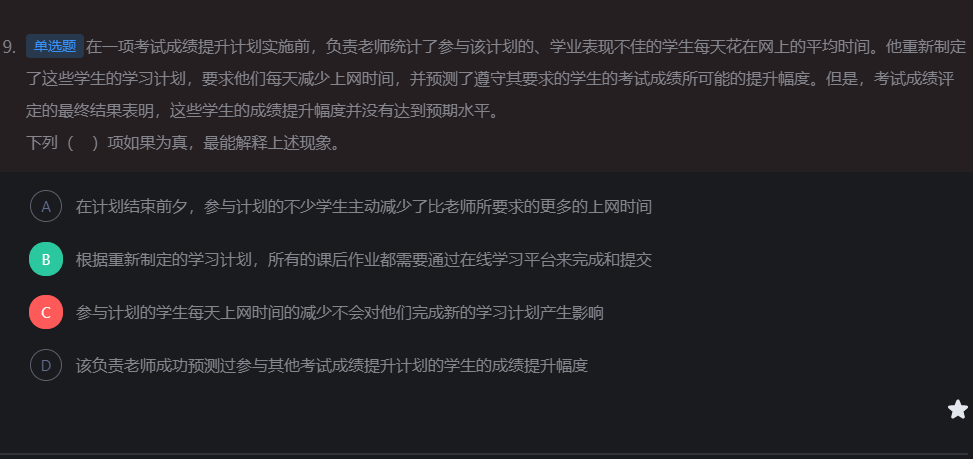 9. 单选题 在一项考试成绩提升计划实施前，负责老师统计了参与该计划的、学业表现不佳的学生每天花在网上的平均时间。他重新制定
了这些学生的学习计划，要求他们每天减少上网时间，并预测了遵守其要求的学生的考试成绩所可能的提升幅度。但是，考试成绩评
定的最终结果表明，这些学生的成绩提升幅度并没有达到预期水平。
下列（ ）项如果为真，最能解释上述现象。
A 在计划结束前夕，参与计划的不少学生主动减少了比老师所要求的更多的上网时间
B 根据重新制定的学习计划，所有的课后作业都需要通过在线学习平台来完成和提交
C 参与计划的学生每天上网时间的减少不会对他们完成新的学习计划产生影响
D 该负责老师成功预测过参与其他考试成绩提升计划的学生的成绩提升幅度